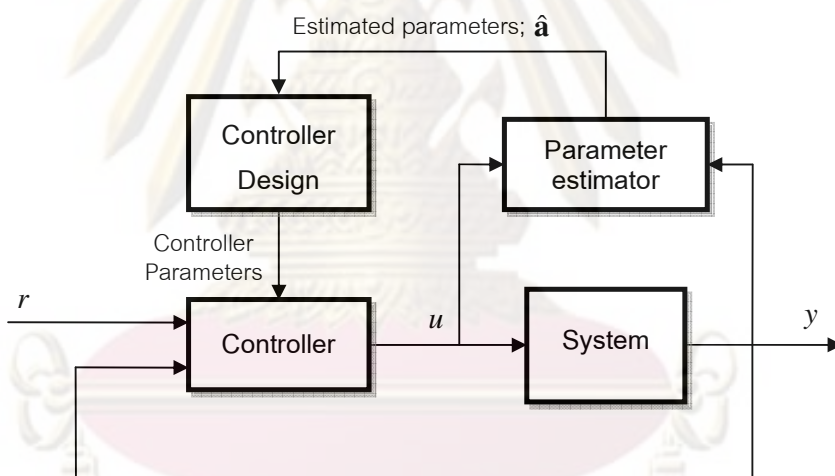 Estimated parameters; â
Controller
Design
Parameter
estimator
Controller
Parameters
r
Controller
u
System
y